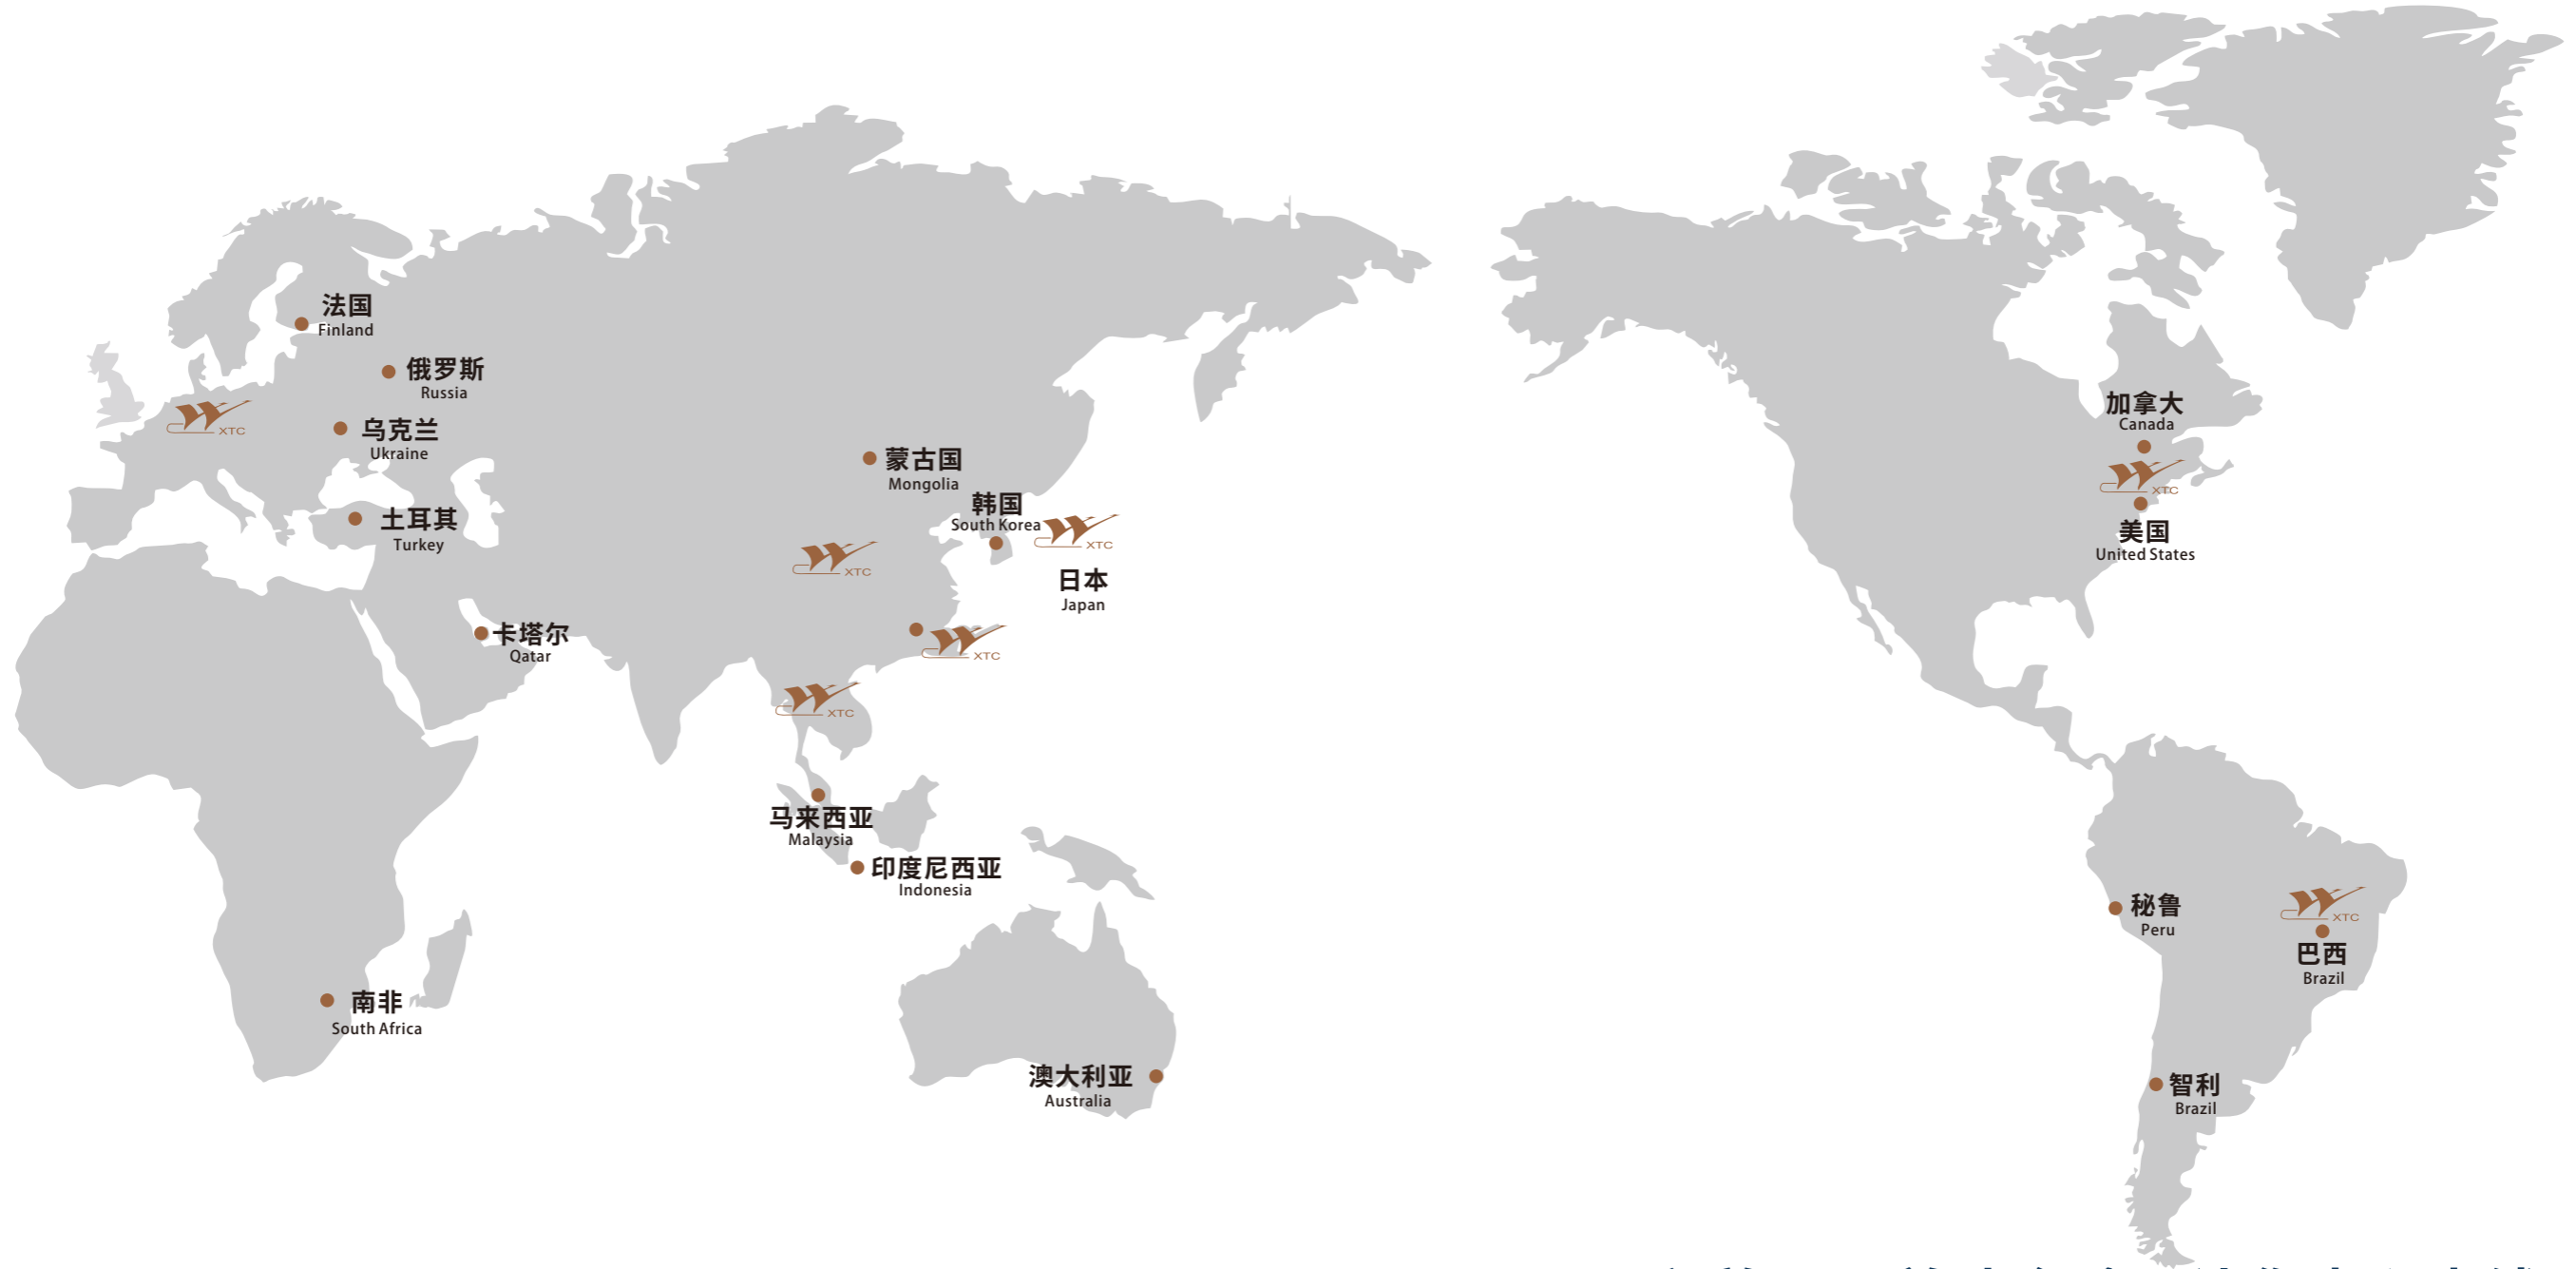 法国
Finland
俄罗斯
Russia
XTC
乌克兰
Ukraine
土耳其
Turkey
卡塔尔
Qatar
南非
South Africa
蒙古国
Mongolia
韩国
South Korea
XTC
XTC
日本
Japan
XTC
XTC
马来西亚
Malaysia
印度尼西亚
Indonesia
澳大利亚
Australia
加拿大
Canada
XTC
美国
United States
秘鲁
Peru
XTC
巴西
Brazil
智利
Brazil